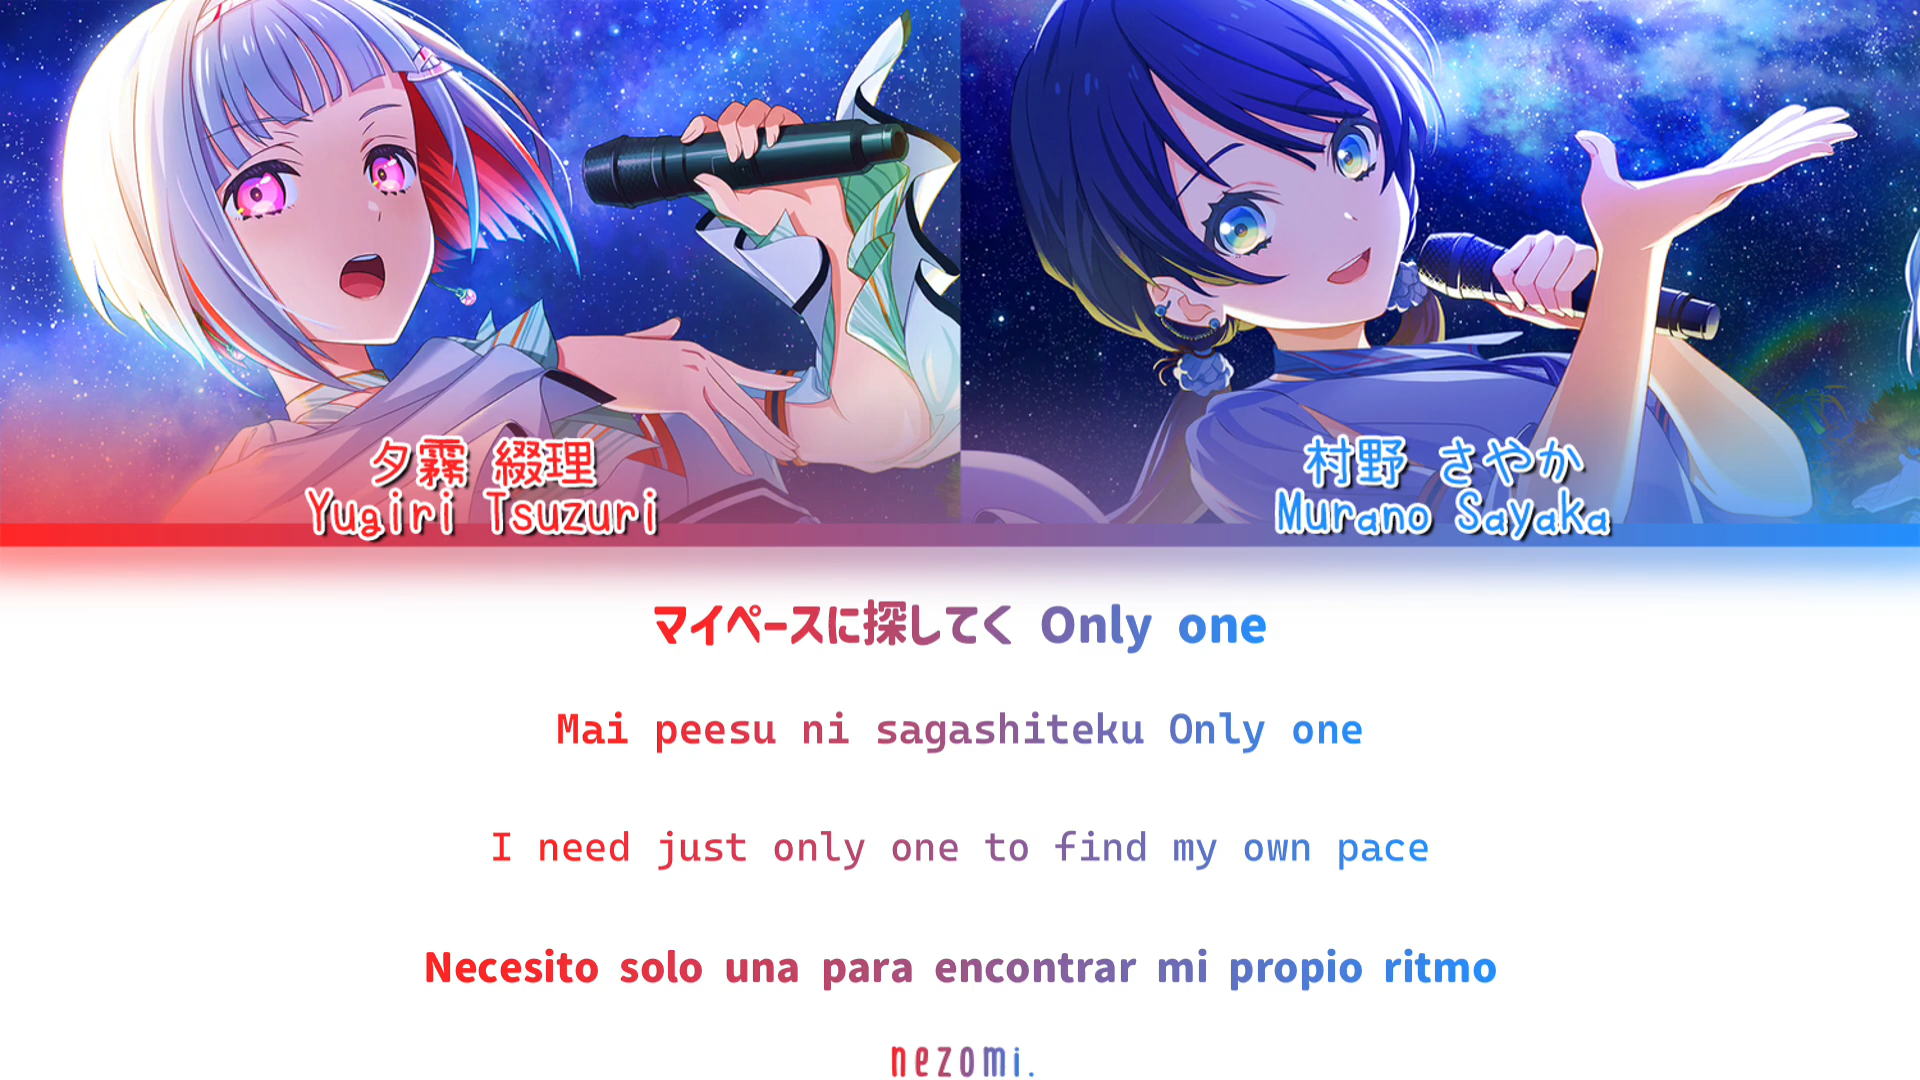 夕霧 綴理
Yugiri Tsuzuri
村野 さやか
Murano Sayaka
マイペースに探してく Only one
Mai peesu ni sagashiteku Only one
I need just only one to find my own pace
Necesito solo una para encontrar mi propio ritmo
nezomi.